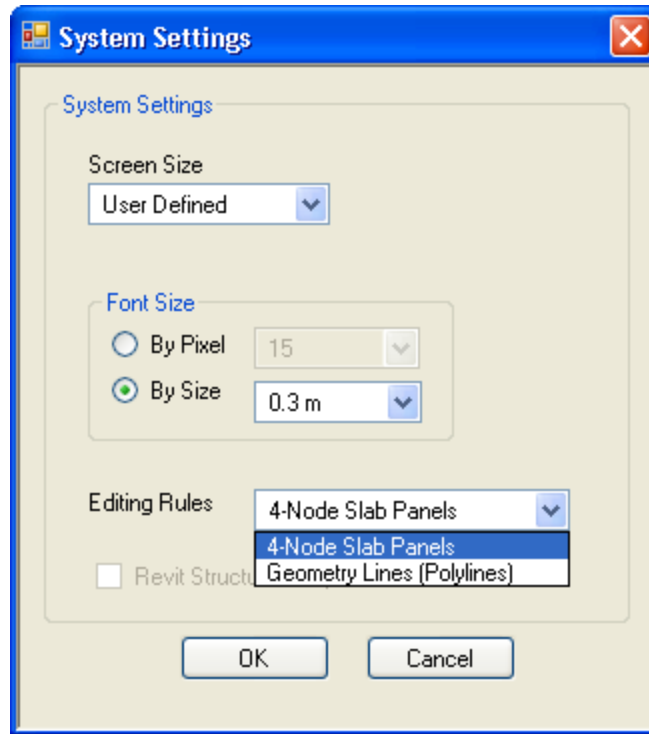 System Settings
System Settings
Screen Size
User Defined
Font Size
By Pixel 15
By Size 0.3 m
Editing Rules 4-Node Slab Panels
4-Node Slab Panels
Geometry Lines (Polylines)
Revit
OK Cancel